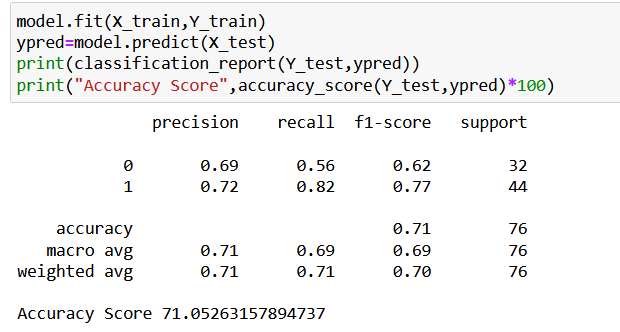 model.fit(X_train,Y_train)
ypred=model.predict(X_test)
print(classification_report(Y_test,ypred))
print("Accuracy Score",accuracy_score(Y_test,ypred)*100)
precision recall f1-score support
0 0.69 0.56 0.62 32
1 0.72 0.82 0.77 44
accuracy 0.71 76
macro avg 0.71 0.69 0.69 76
weighted avg 0.71 0.71 0.70 76
Accuracy Score 71.05263157894737